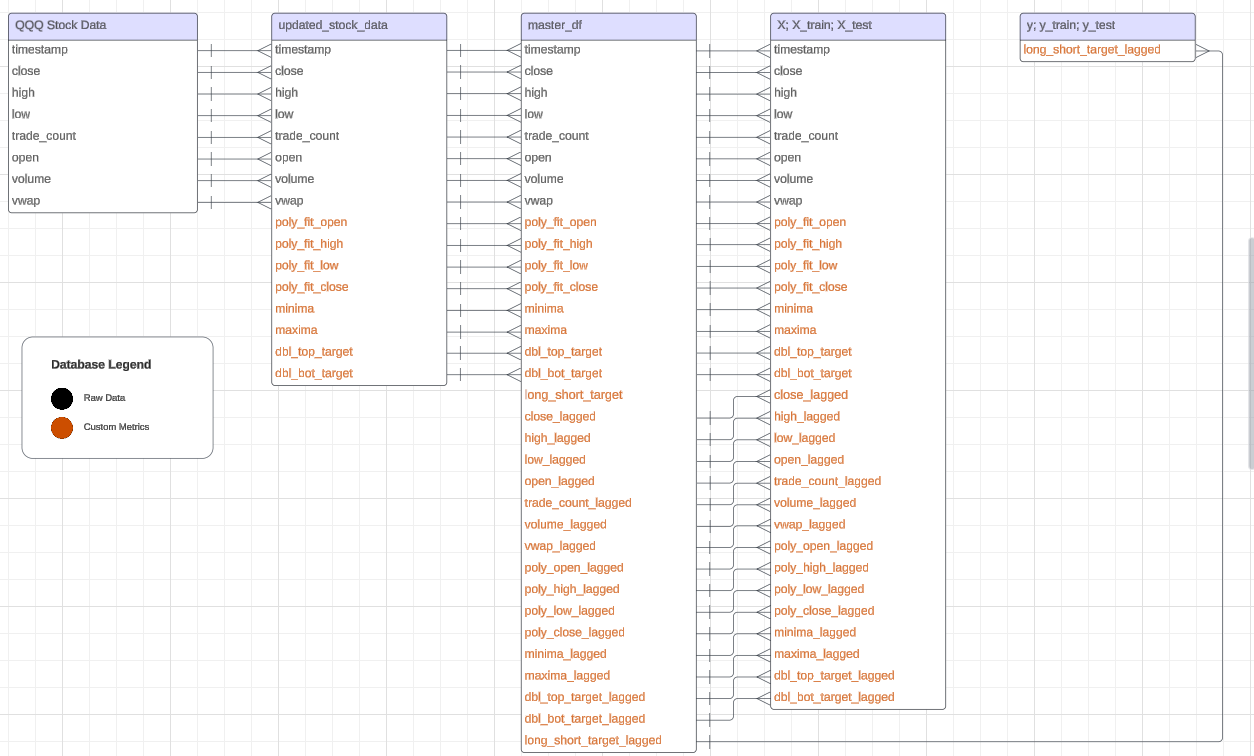 QQQ Stock Data
timestamp
close
high
low
trade_count
open
volume
vwap
updated_stock_data
timestamp
close
high
low
trade_count
open
volume
vwap
poly_fit_open
poly_fit_high
poly_fit_low
poly_fit_close
minima
maxima
dbl_top_target
dbl_bot_target
master_df
timestamp
close
high
low
trade_count
open
volume
vwap
poly_fit_open
poly_fit_high
poly_fit_low
poly_fit_close
minima
maxima
dbl_top_target
dbl_bot_target
long_short_target
close_lagged
high_lagged
low_lagged
open_lagged
trade_count_lagged
volume_lagged
vwap_lagged
poly_open_lagged
poly_high_lagged
poly_low_lagged
poly_close_lagged
minima_lagged
maxima_lagged
dbl_top_target_lagged
dbl_bot_target_lagged
long_short_target_lagged
X; X_train; X_test
timestamp
close
high
low
trade_count
open
volume
vwap
poly_fit_open
poly_fit_high
poly_fit_low
poly_fit_close
minima
maxima
dbl_top_target
dbl_bot_target
close_lagged
high_lagged
low_lagged
open_lagged
trade_count_lagged
volume_lagged
vwap_lagged
poly_open_lagged
poly_high_lagged
poly_low_lagged
poly_close_lagged
minima_lagged
maxima_lagged
dbl_top_target_lagged
dbl_bot_target_lagged
y; y_train; y_test
long_short_target_lagged
Database Legend
Raw Data
Custom Metrics